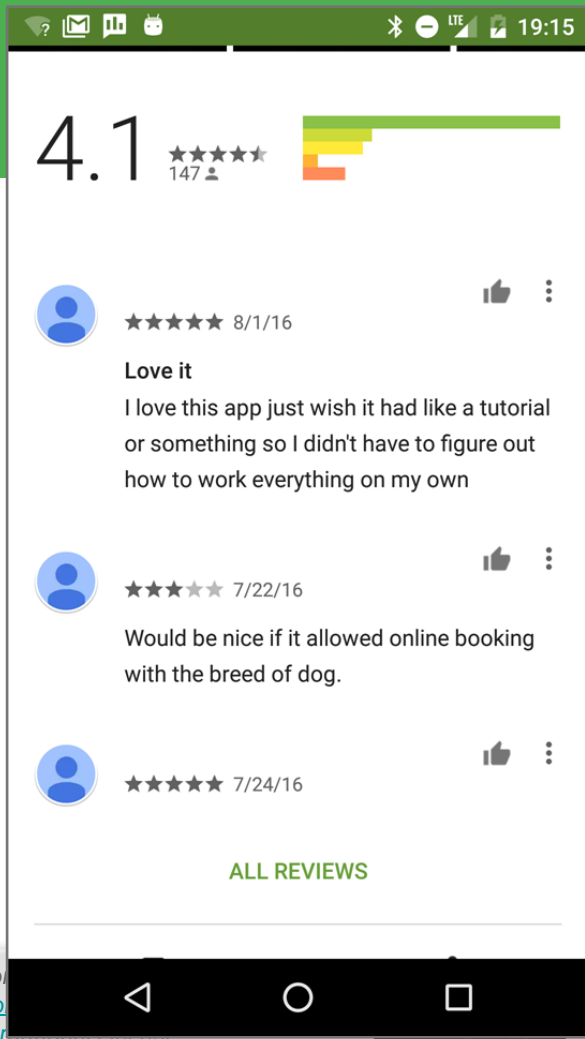 LTE 19:15
4.1
147
8/1/16
Love it
I love this app just wish it had like a tutorial
or something so I didn't have to figure out
how to work everything on my own
7/22/16
Would be nice if it allowed online booking
with the breed of dog.
7/24/16
ALL REVIEWS